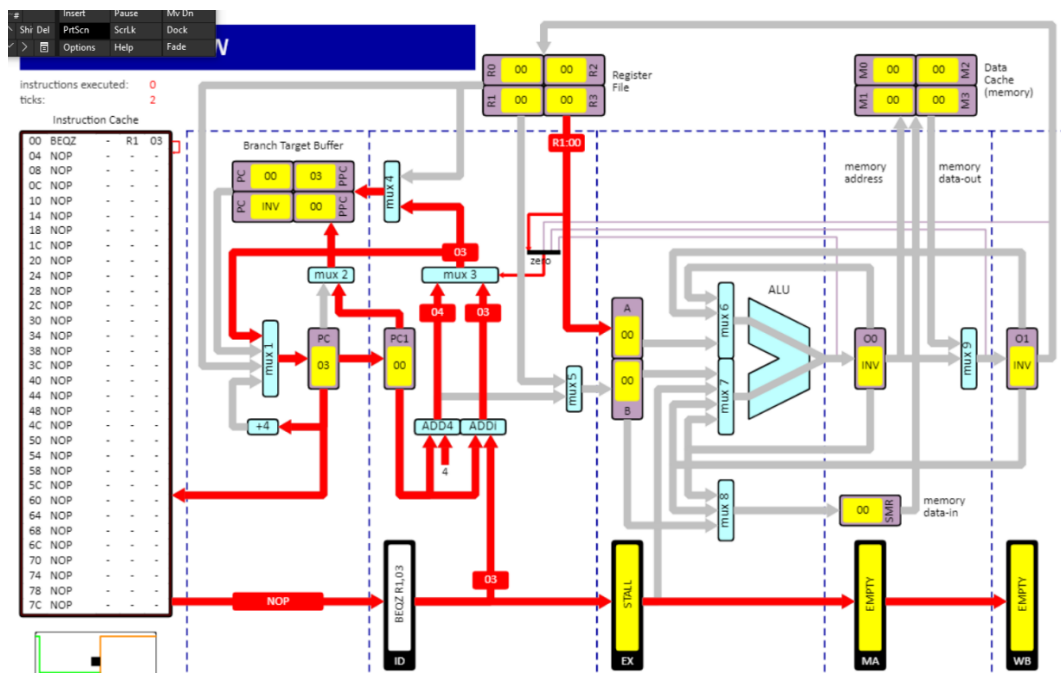 # Insert Pause Mv Dn
Shi Del PrtScn ScrLk Dock
Options Help Fade
W
instructions executed: 0
ticks: 2
Instruction Cache
00 BEQZ - R1 03
04 NOP - - -
08 NOP - - -
0C NOP - - -
10 NOP - - -
14 NOP - - -
18 NOP - - -
1C NOP - - -
20 NOP - - -
24 NOP - - -
28 NOP - - -
2C NOP - - -
30 NOP - - -
34 NOP - - -
38 NOP - - -
3C NOP - - -
40 NOP - - -
44 NOP - - -
48 NOP - - -
4C NOP - - -
50 NOP - - -
54 NOP - - -
58 NOP - - -
5C NOP - - -
60 NOP - - -
64 NOP - - -
68 NOP - - -
6C NOP - - -
70 NOP - - -
74 NOP - - -
78 NOP - - -
7C NOP - - -
Branch Target Buffer
PC 00 03 PPC
PC INV 00 PPC
mux 4
R0 00 00 R2
R1 00 00 R3
Register
File
M0 00 00 M2
M1 00 00 M3
Data
Cache
(memory)
R1:00
memory
address
memory
data-out
03
zero
mux 2
mux 3
04
03
mux 1
PC
03
PC1
00
+4
ADD4 ADDi
4
mux 5
A
00
00
B
mux 6
mux 7
ALU
O0
INV
mux 9
O1
INV
mux 8
00 SMR
memory
data-in
NOP
03
BEQZ R1,03
ID
STALL
EX
EMPTY
MA
EMPTY
WB